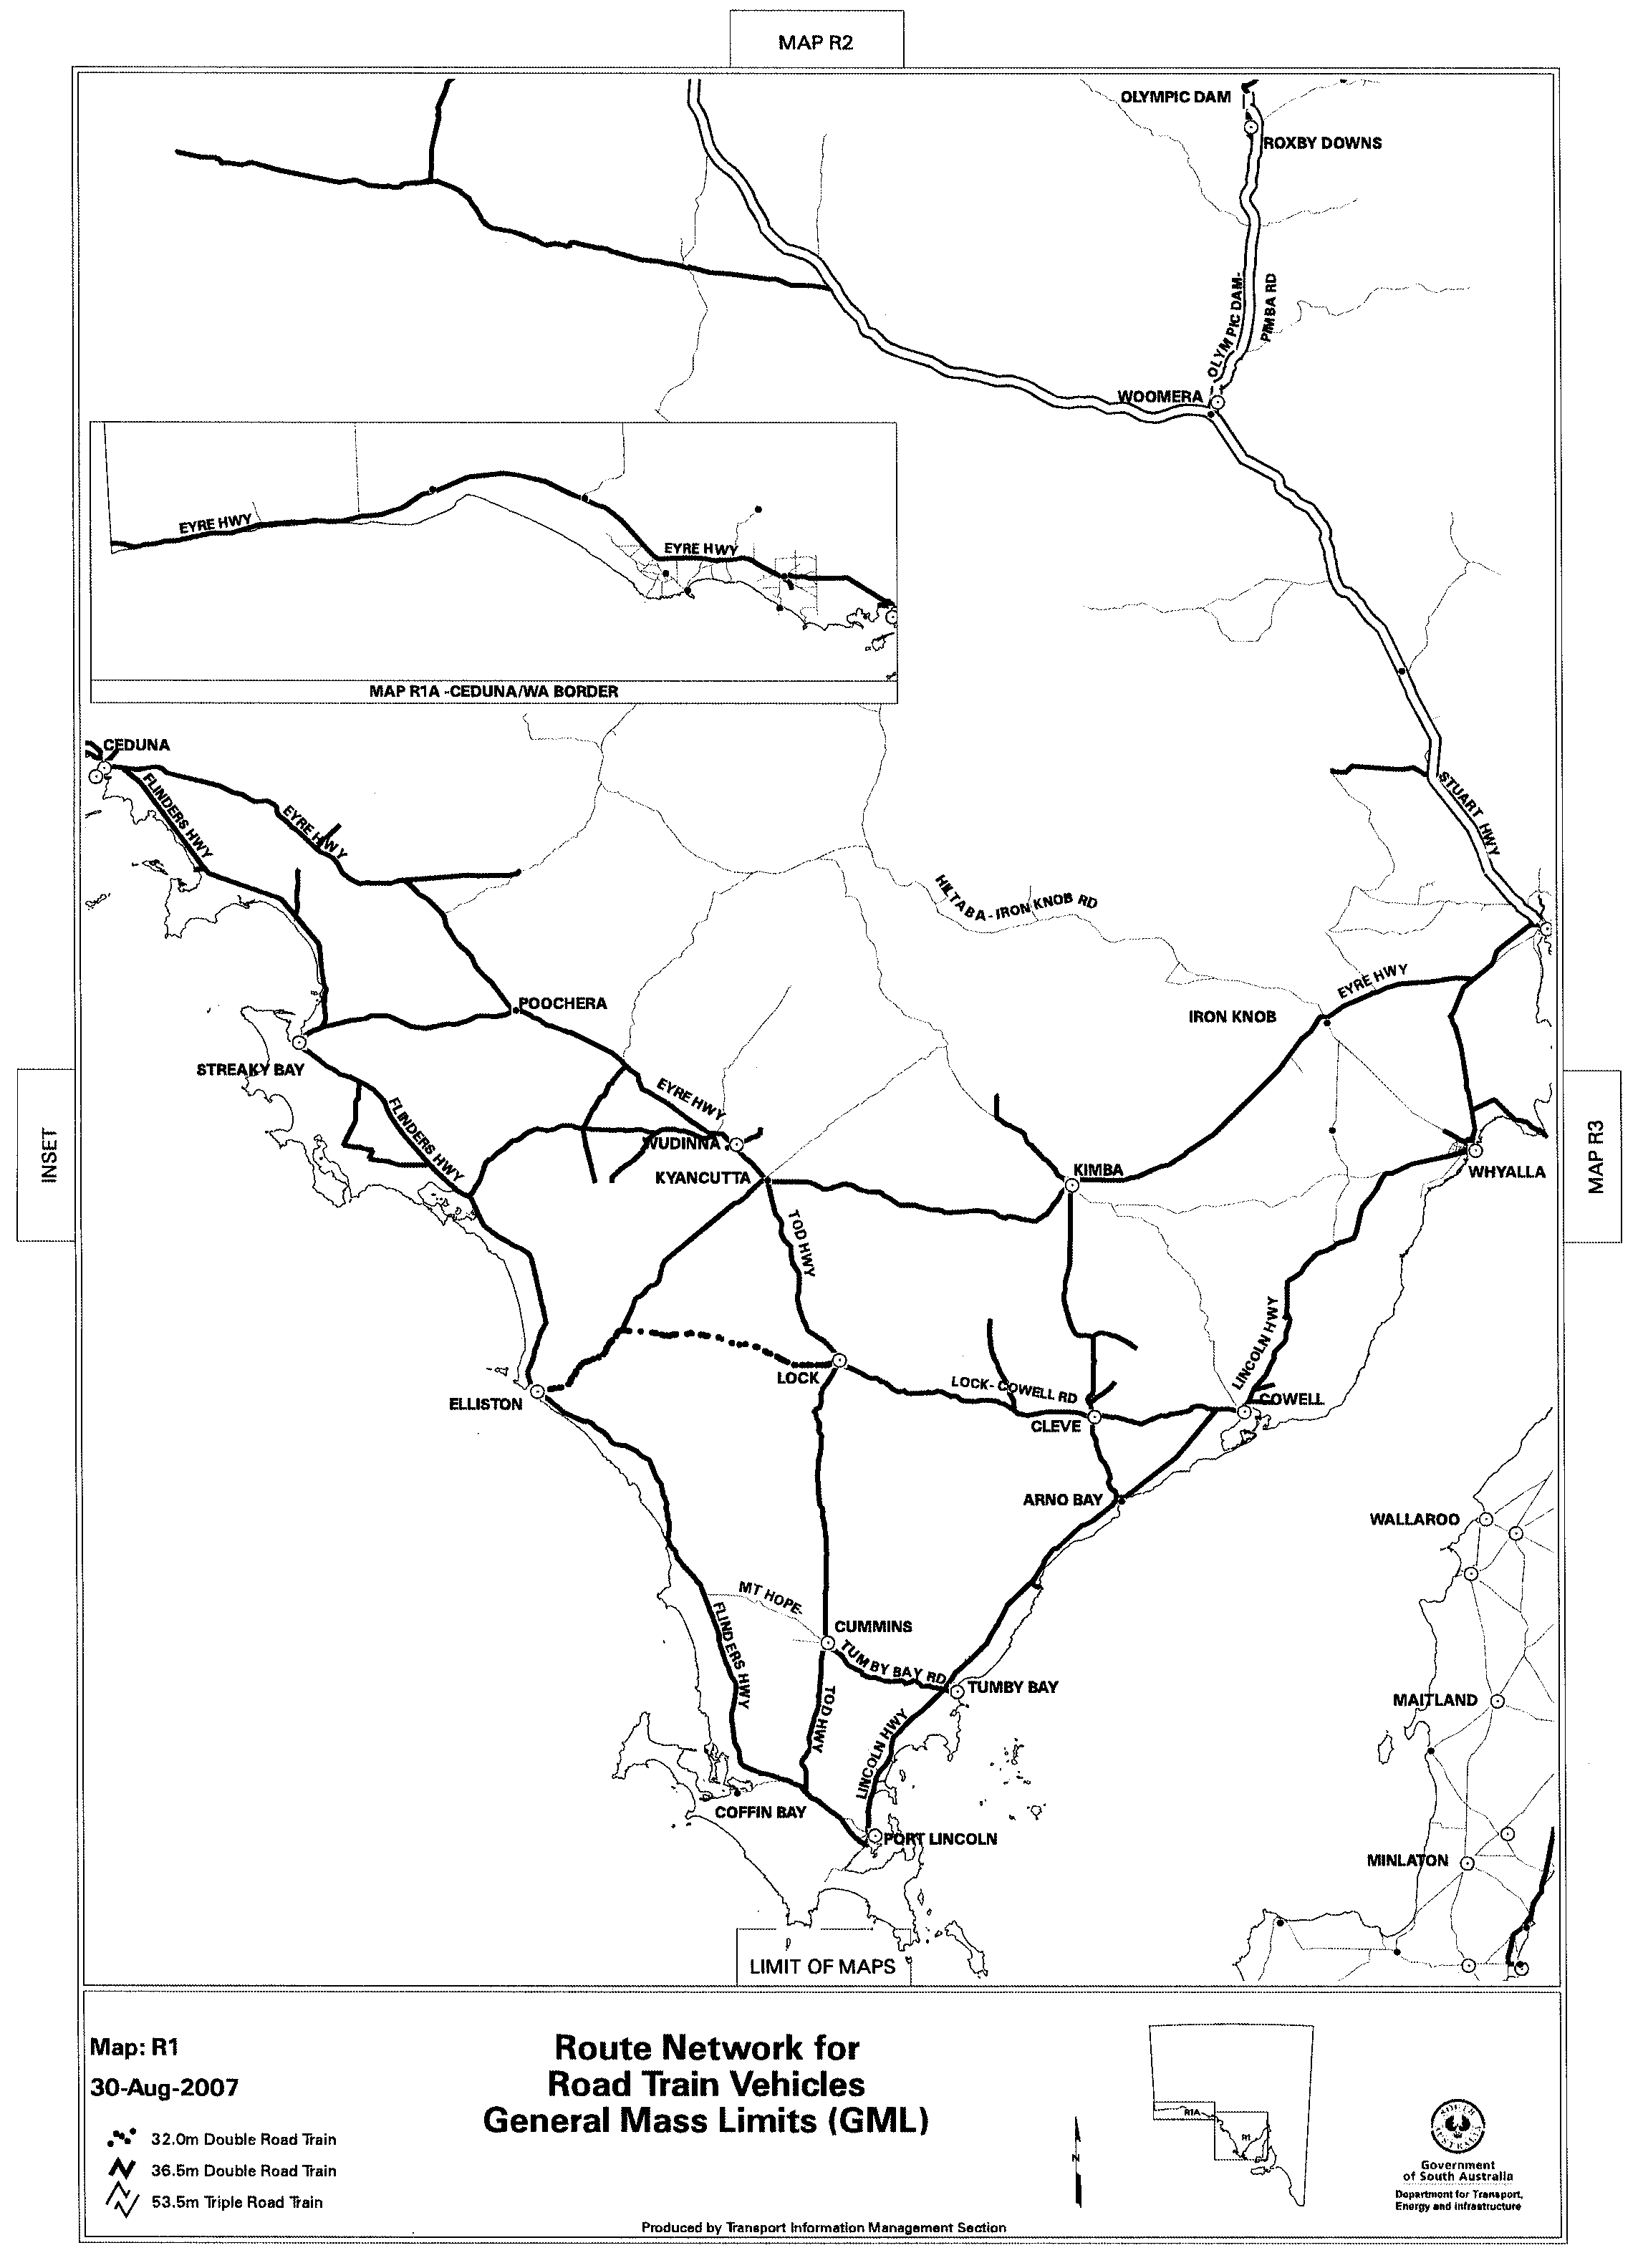 MAP R2
OLYMPIC DAM
ROXBY DOWNS
OLYMPIC DAM-
PIMBA RD
WOOMERA
EYRE HWY
EYRE HWY
MAP R1A -CEDUNA/WA BORDER
CEDUNA
FLINDERS HWY
EYRE HWY
STUART HWY
HILTABA - IRON KNOB RD
EYRE HWY
POOCHERA
IRON KNOB
STREAKY BAY
EYRE HWY
FLINDERS HWY
WUDINNA
KYANCUTTA
KIMBA
WHYALLA
INSET
MAP R3
TOD HWY
LINCOLN HWY
LOCK
LOCK-COWELL RD
ELLISTON
COWELL
CLEVE
ARNO BAY
WALLAROO
MT HOPE-
FLINDERS HWY
CUMMINS
TUMBY BAY RD
TUMBY BAY
MAITLAND
TOD HWY
LINCOLN HWY
COFFIN BAY
PORT LINCOLN
MINLATON
LIMIT OF MAPS
Map: R1
30-Aug-2007
32.0m Double Road Train
36.5m Double Road Train
53.5m Triple Road Train
Route Network for
Road Train Vehicles
General Mass Limits (GML)
N
R1A
R1
SOUTH
AUSTRALIA
Government
of South Australia
Department for Transport,
Energy and Infrastructure
Produced by Transport Information Management Section